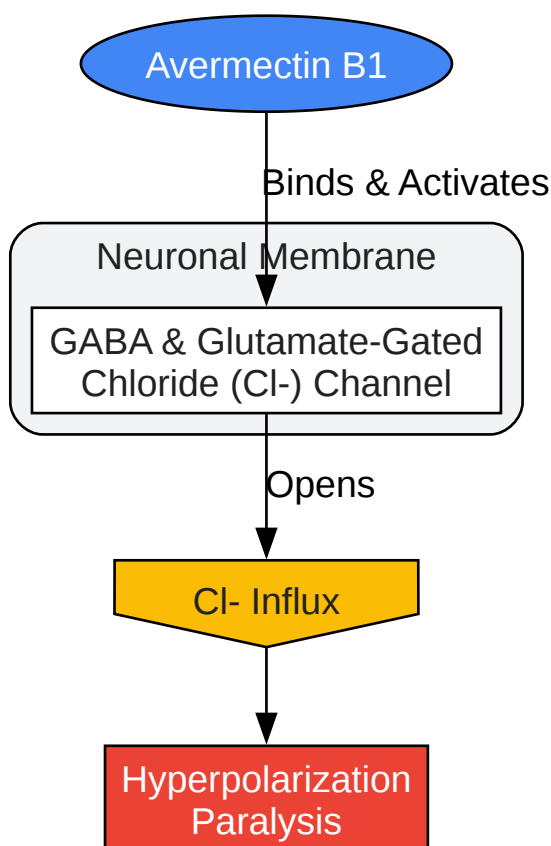 Avermectin B1
Binds & Activates
Neuronal Membrane
GABA & Glutamate-Gated
Chloride (Cl-) Channel
Opens
Cl- Influx
Hyperpolarization
Paralysis